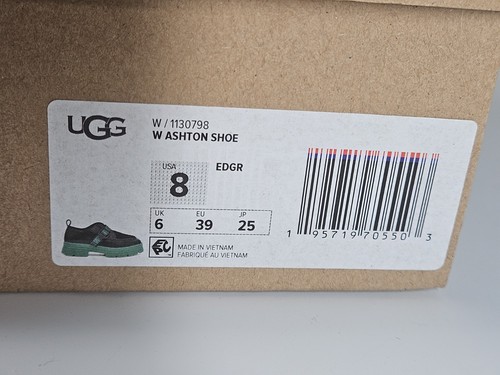 UGG
W / 1130798
W ASHTON SHOE
USA
8
EDGR
UK
6
EU
39
JP
25
MADE IN VIETNAM
FABRIQUÉ AU VIETNAM
1 95719 70550 3